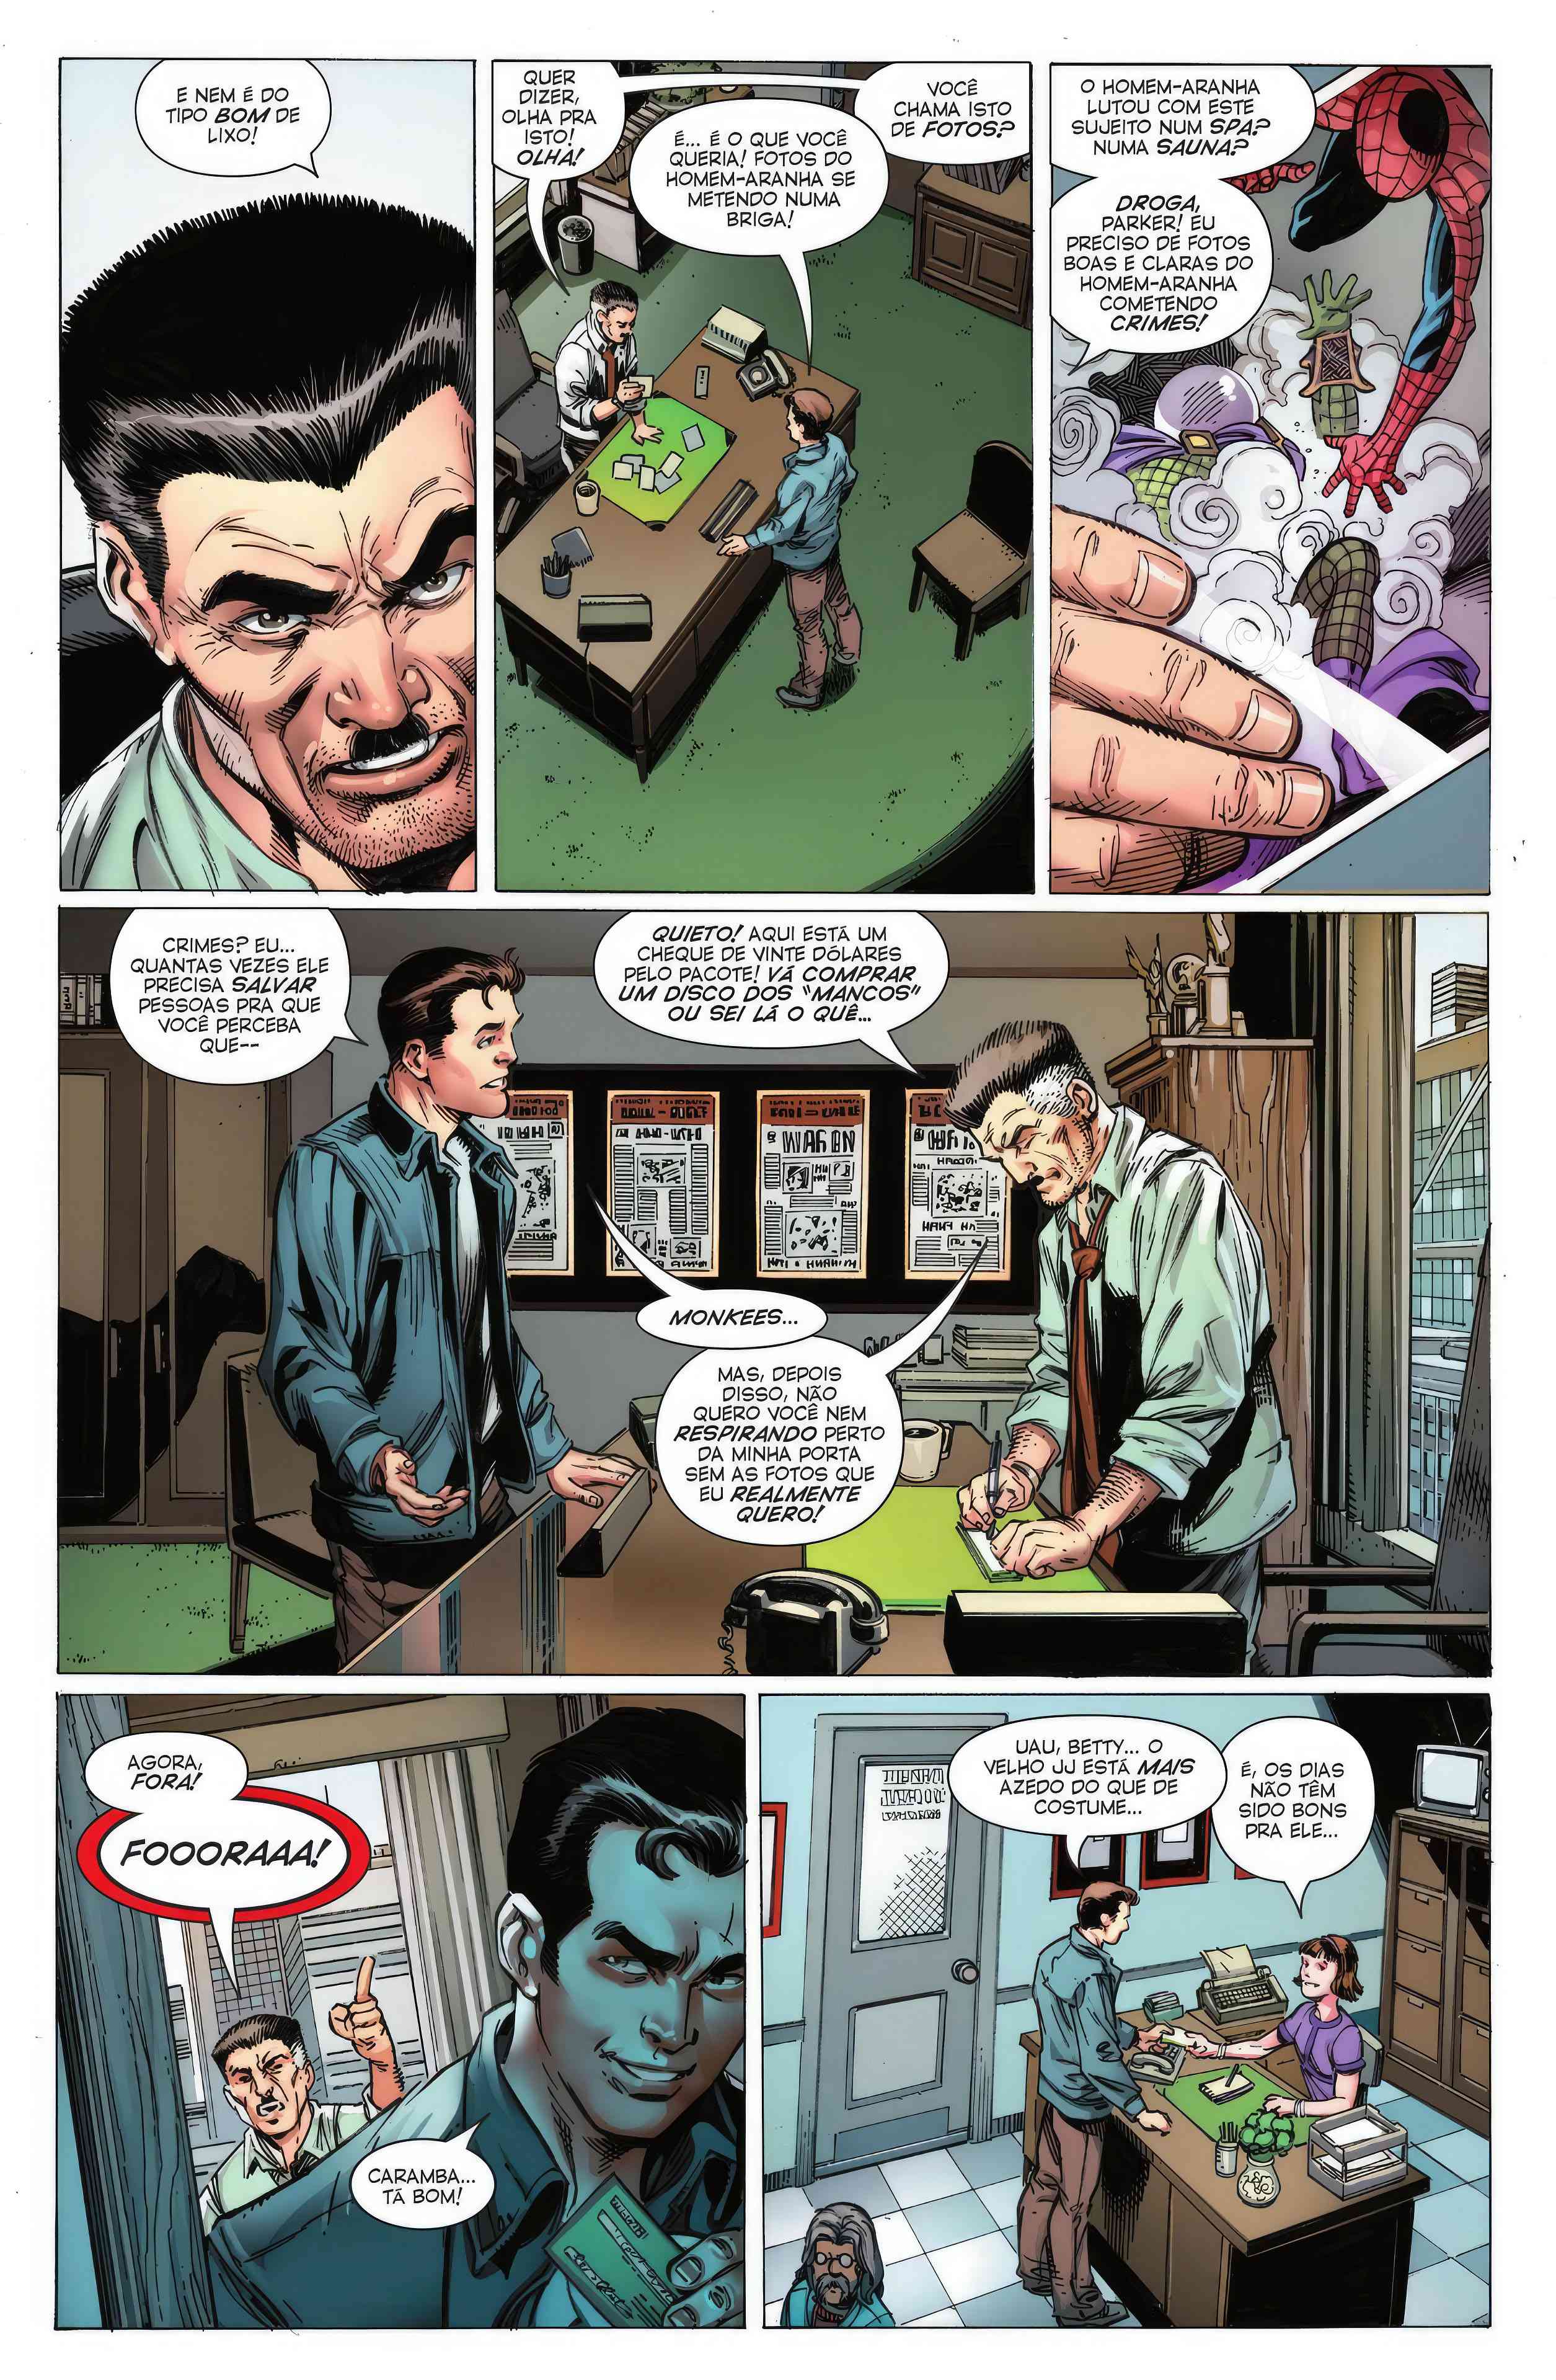 E NEM É DO
TIPO BOM DE
LIXO!
QUER
DIZER,
OLHA PRA
ISTO!
OLHA!
É... É O QUE VOCÊ
QUERIA! FOTOS DO
HOMEM-ARANHA SE
METENDO NUMA
BRIGA!
VOCÊ
CHAMA ISTO
DE FOTOS?
O HOMEM-ARANHA
LUTOU COM ESTE
SUJEITO NUM SPA?
NUMA SAUNA?
DROGA,
PARKER! EU
PRECISO DE FOTOS
BOAS E CLARAS DO
HOMEM-ARANHA
COMETENDO
CRIMES!
CRIMES? EU...
QUANTAS VEZES ELE
PRECISA SALVAR
PESSOAS PRA QUE
VOCÊ PERCEBA
QUE--
QUIETO! AQUI ESTÁ UM
CHEQUE DE VINTE DÓLARES
PELO PACOTE! VÁ COMPRAR
UM DISCO DOS “MANCOS”
OU SEI LÁ O QUÊ...
MONKEES...
MAS, DEPOIS
DISSO, NÃO
QUERO VOCÊ NEM
RESPIRANDO PERTO
DA MINHA PORTA
SEM AS FOTOS QUE
EU REALMENTE
QUERO!
AGORA,
FORA!
FOOORAAA!
CARAMBA...
TÁ BOM!
UAU, BETTY... O
VELHO JJ ESTÁ MAIS
AZEDO DO QUE DE
COSTUME...
É, OS DIAS
NÃO TÊM
SIDO BONS
PRA ELE...